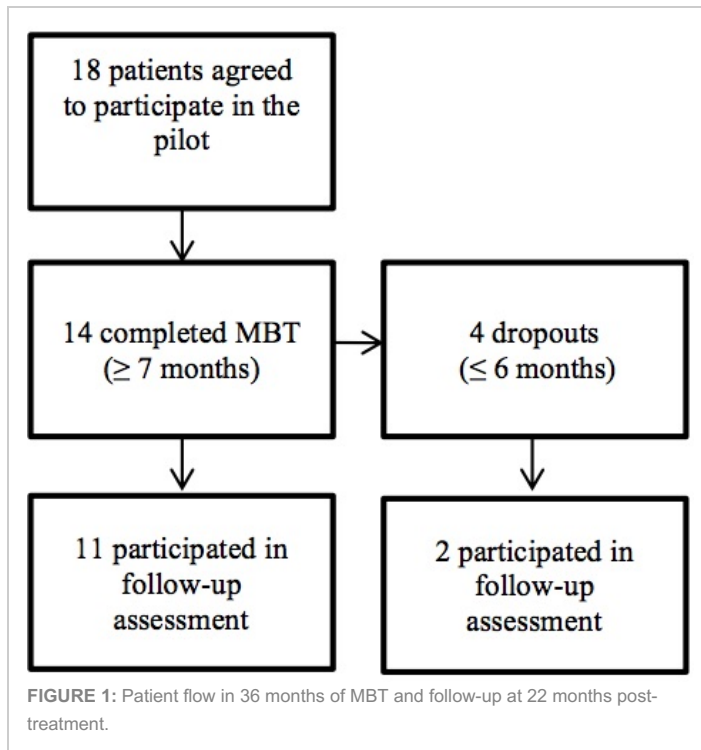 18 patients agreed
to participate in the
pilot
14 completed MBT
(≥ 7 months)
4 dropouts
(≤ 6 months)
11 participated in
follow-up
assessment
2 participated in
follow-up
assessment
FIGURE 1: Patient flow in 36 months of MBT and follow-up at 22 months post-
treatment.